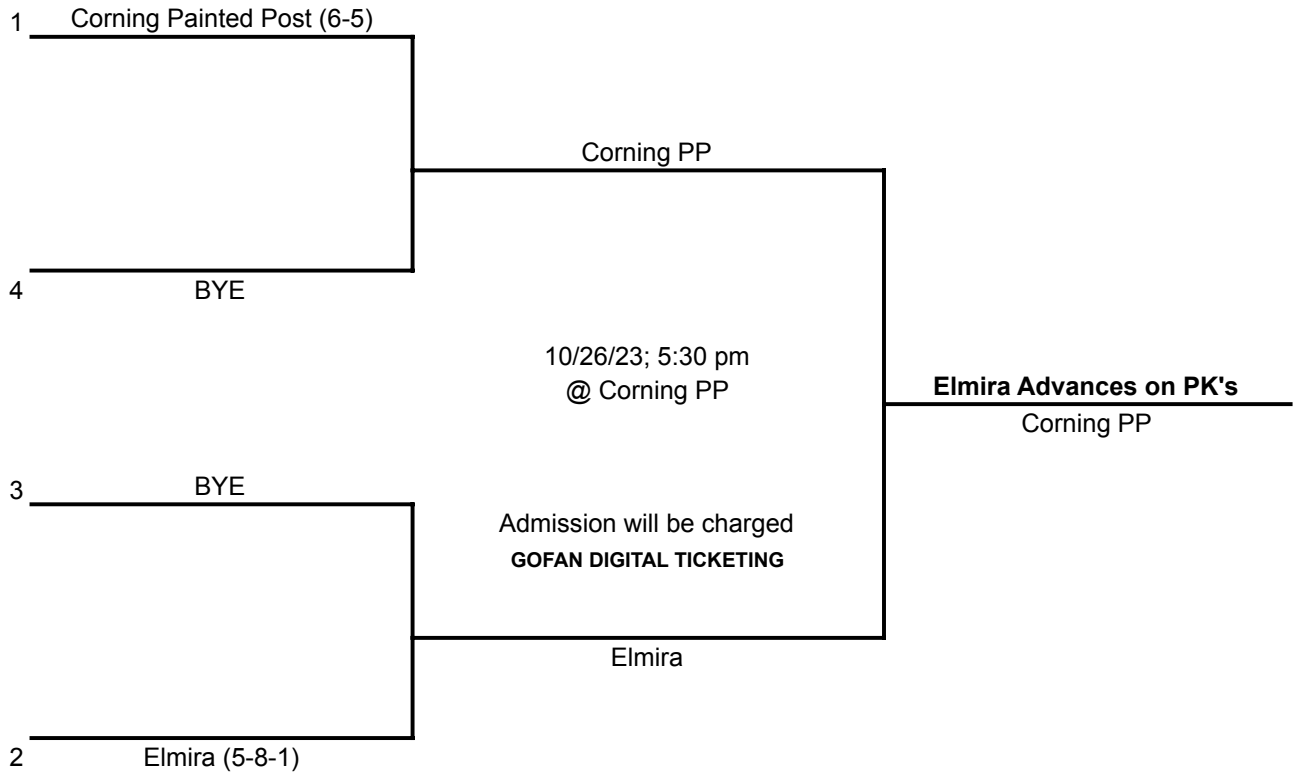 1
Corning Painted Post (6-5)
Corning PP
4
BYE
10/26/23; 5:30 pm
@ Corning PP
Elmira Advances on PK's
Corning PP
3
BYE
Admission will be charged
GOFAN DIGITAL TICKETING
Elmira
2
Elmira (5-8-1)